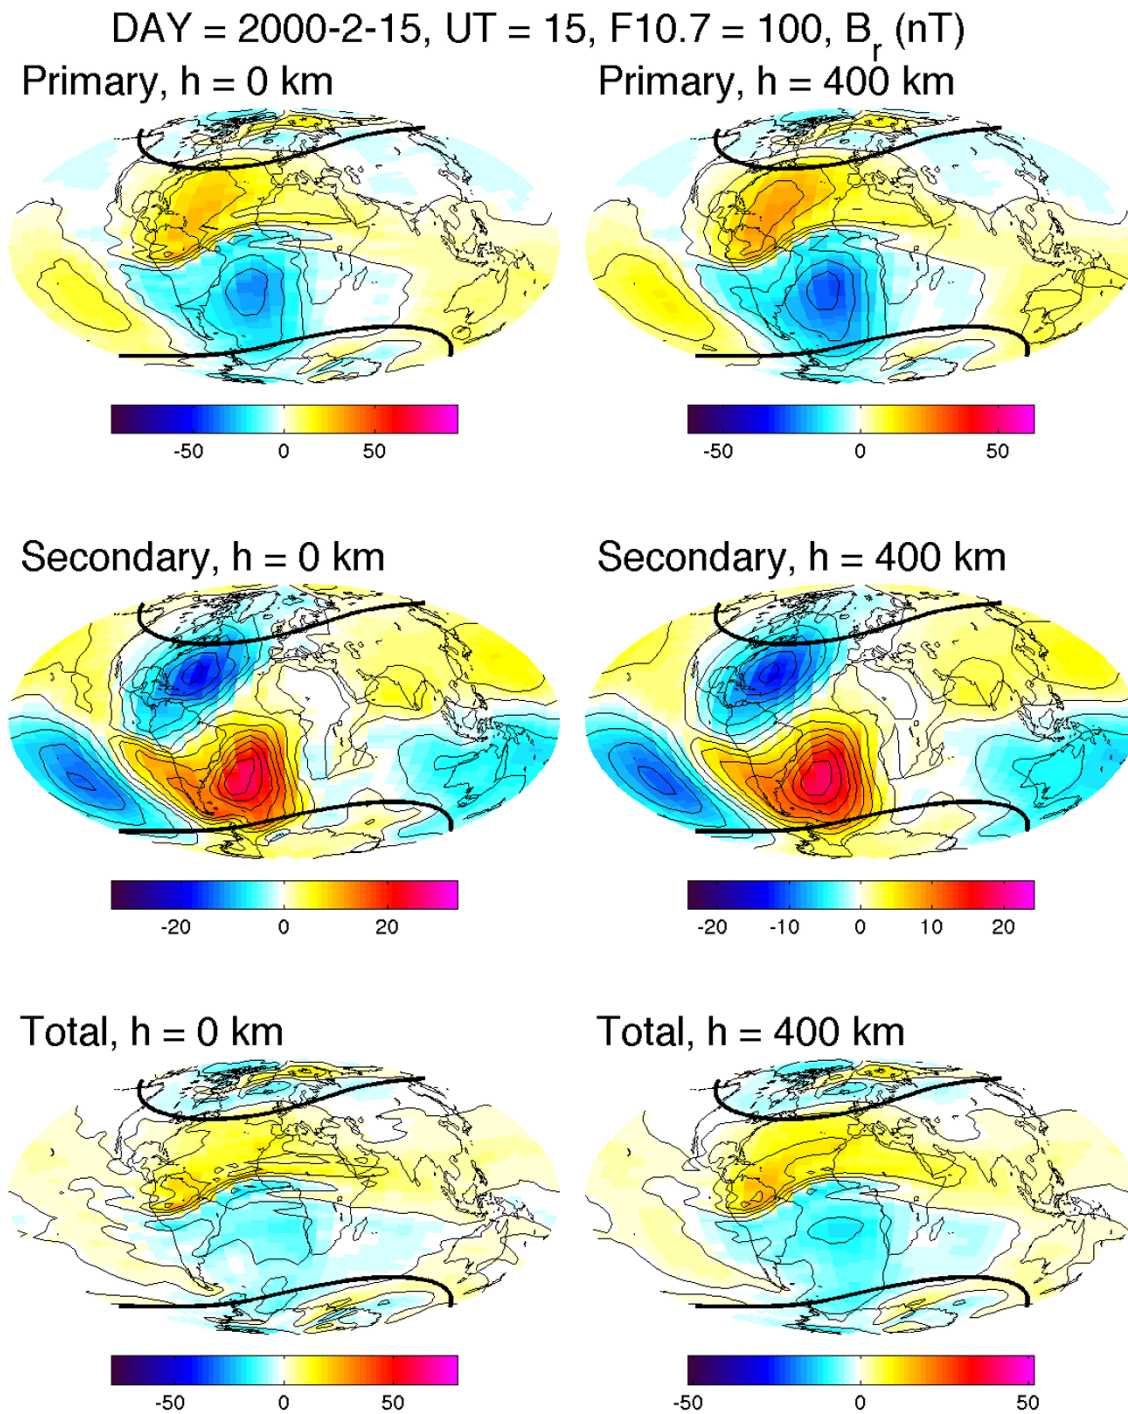 DAY = 2000-2-15, UT = 15, F10.7 = 100, B_r (nT)
Primary, h = 0 km
Primary, h = 400 km
-50 0 50
-50 0 50
Secondary, h = 0 km
Secondary, h = 400 km
-20 0 20
-20 -10 0 10 20
Total, h = 0 km
Total, h = 400 km
-50 0 50
-50 0 50